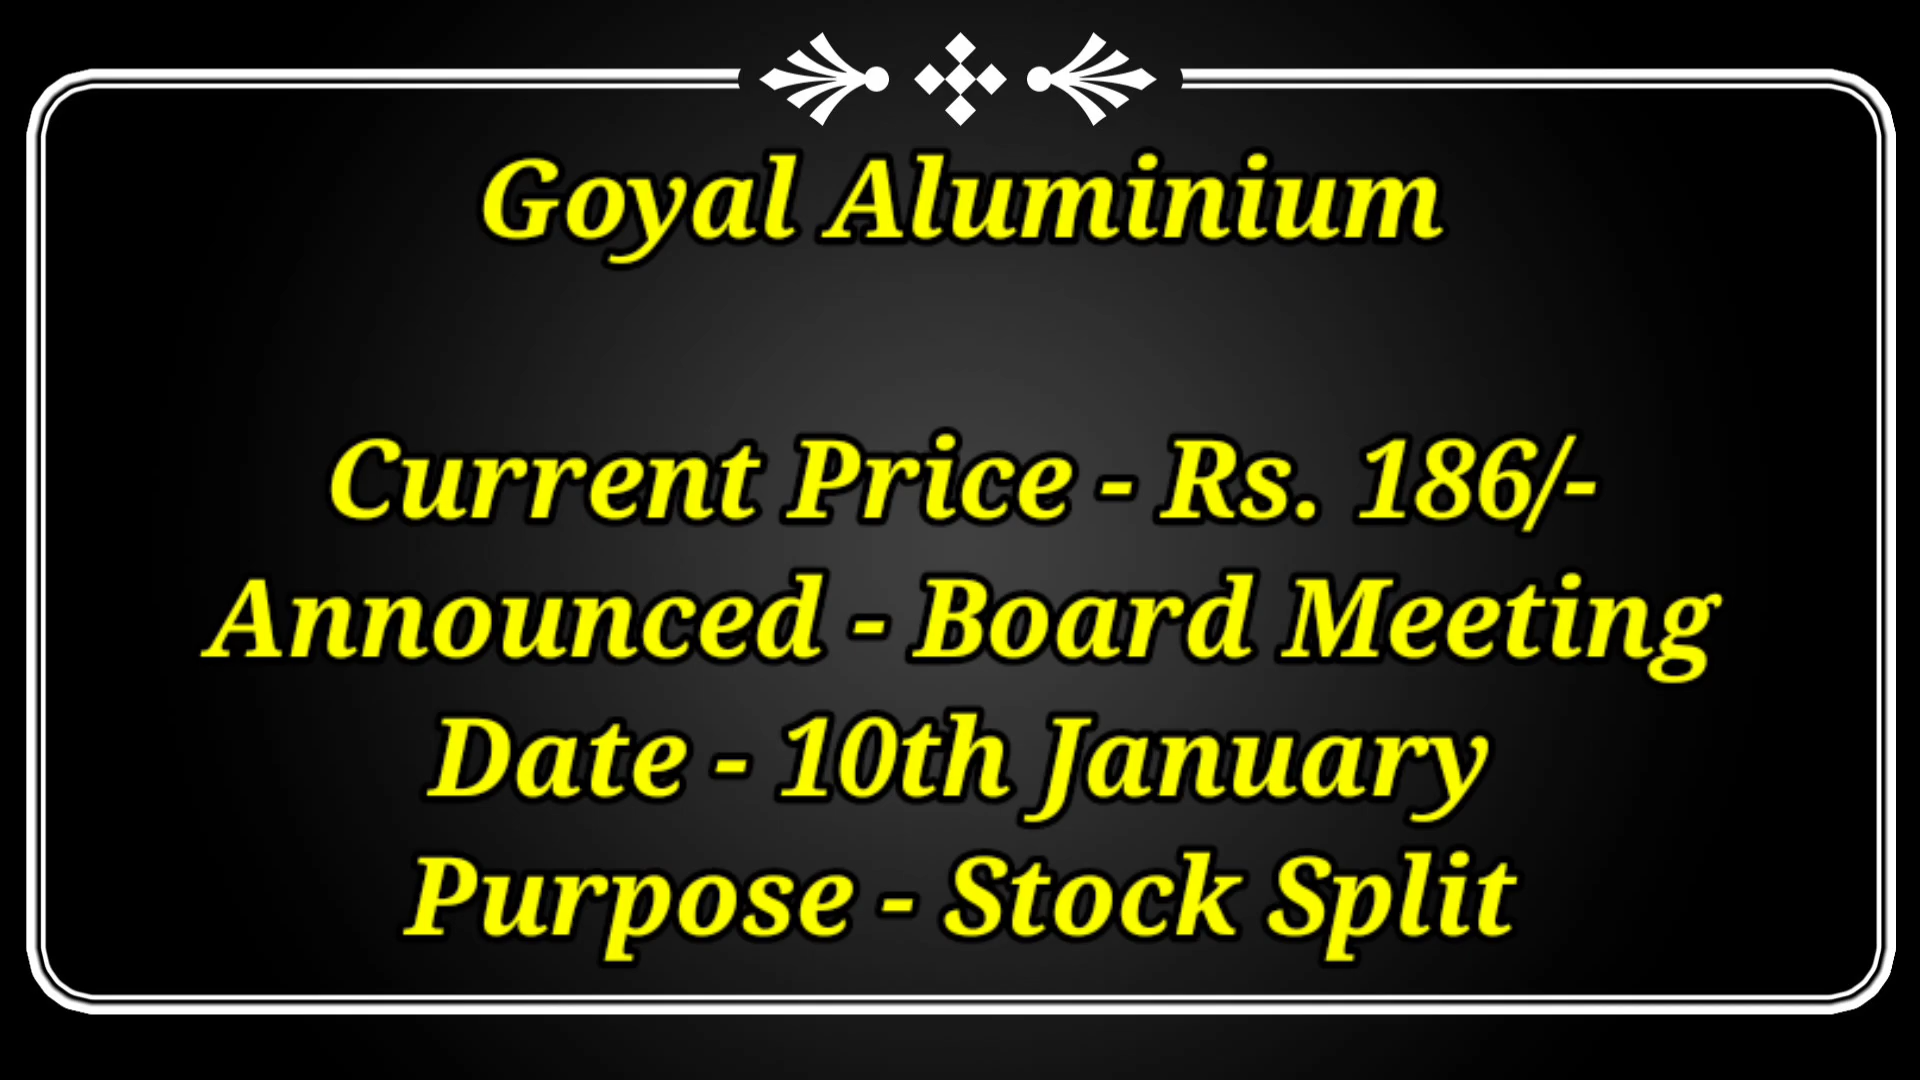 Goyal Aluminium
Current Price - Rs. 186/-
Announced - Board Meeting
Date - 10th January
Purpose - Stock Split